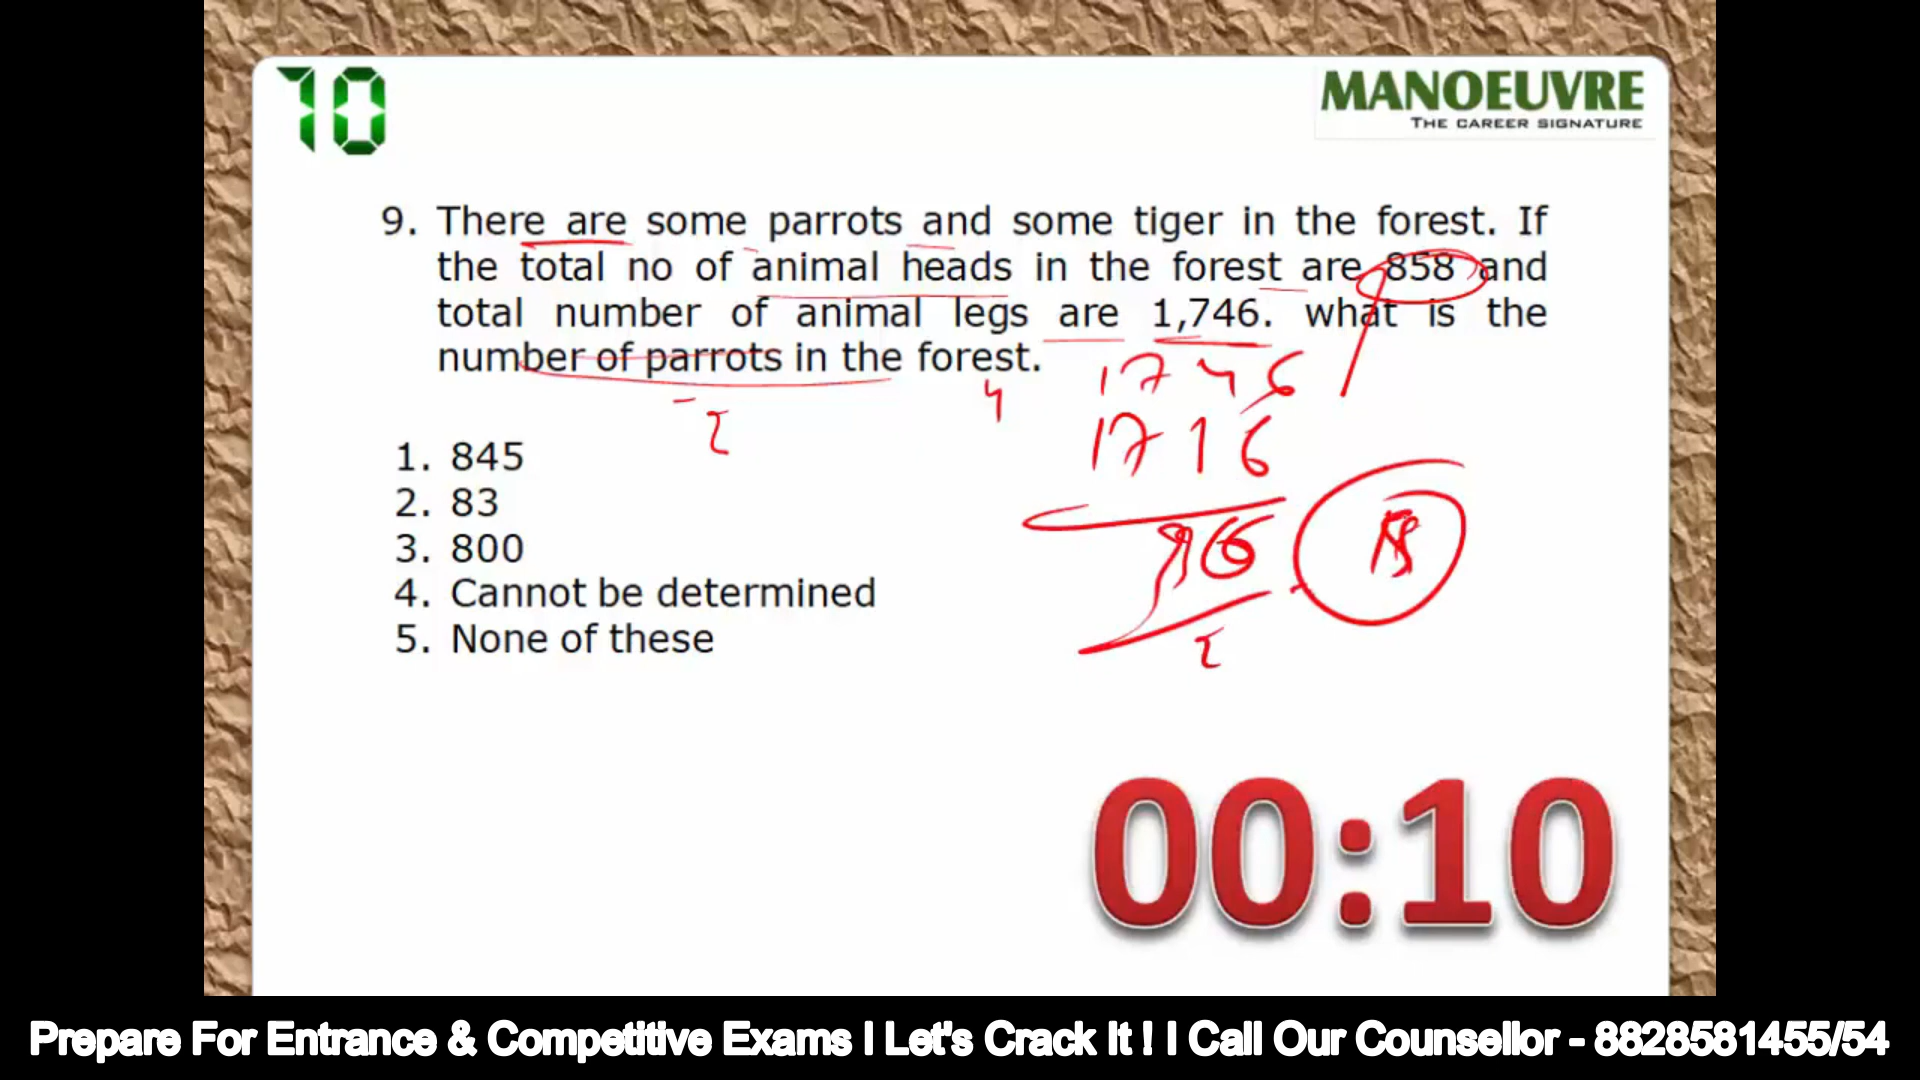 10
MANOEUVRE
THE CAREER SIGNATURE
9. There are some parrots and some tiger in the forest. If
the total no of animal heads in the forest are 858 and
total number of animal legs are 1,746. what is the
number of parrots in the forest.
4
1746
2
1716
1. 845
2. 83
3. 800
4. Cannot be determined
5. None of these
2
00:10
Prepare For Entrance & Competitive Exams l Let's Crack It ! l Call Our Counsellor - 8828581455/54